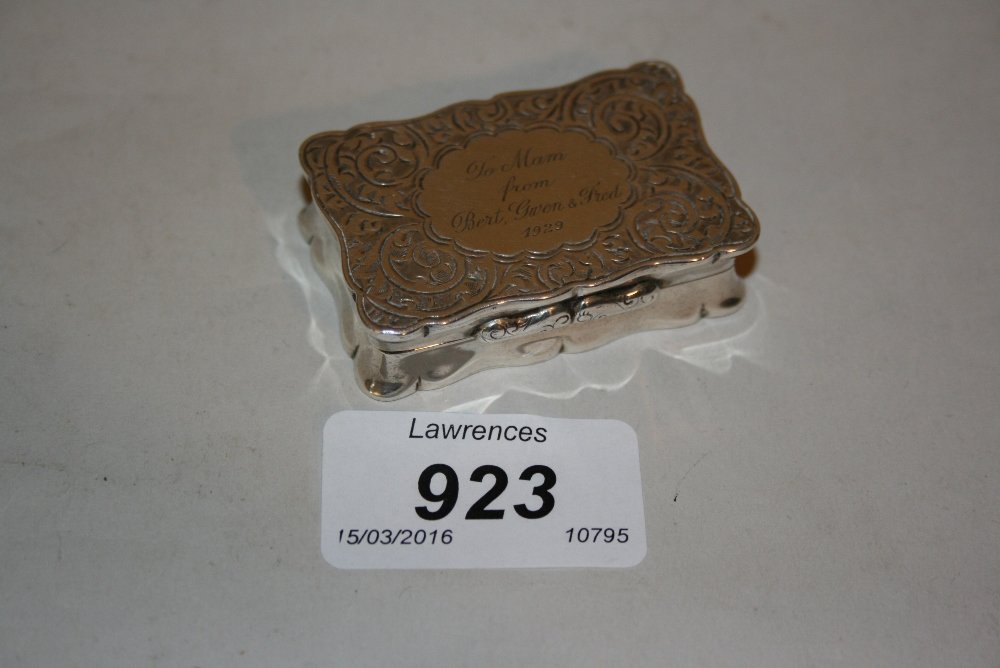 To Mam
from
Bert, Gwen & Fred
1929
Lawrences
923
15/03/2016 10795